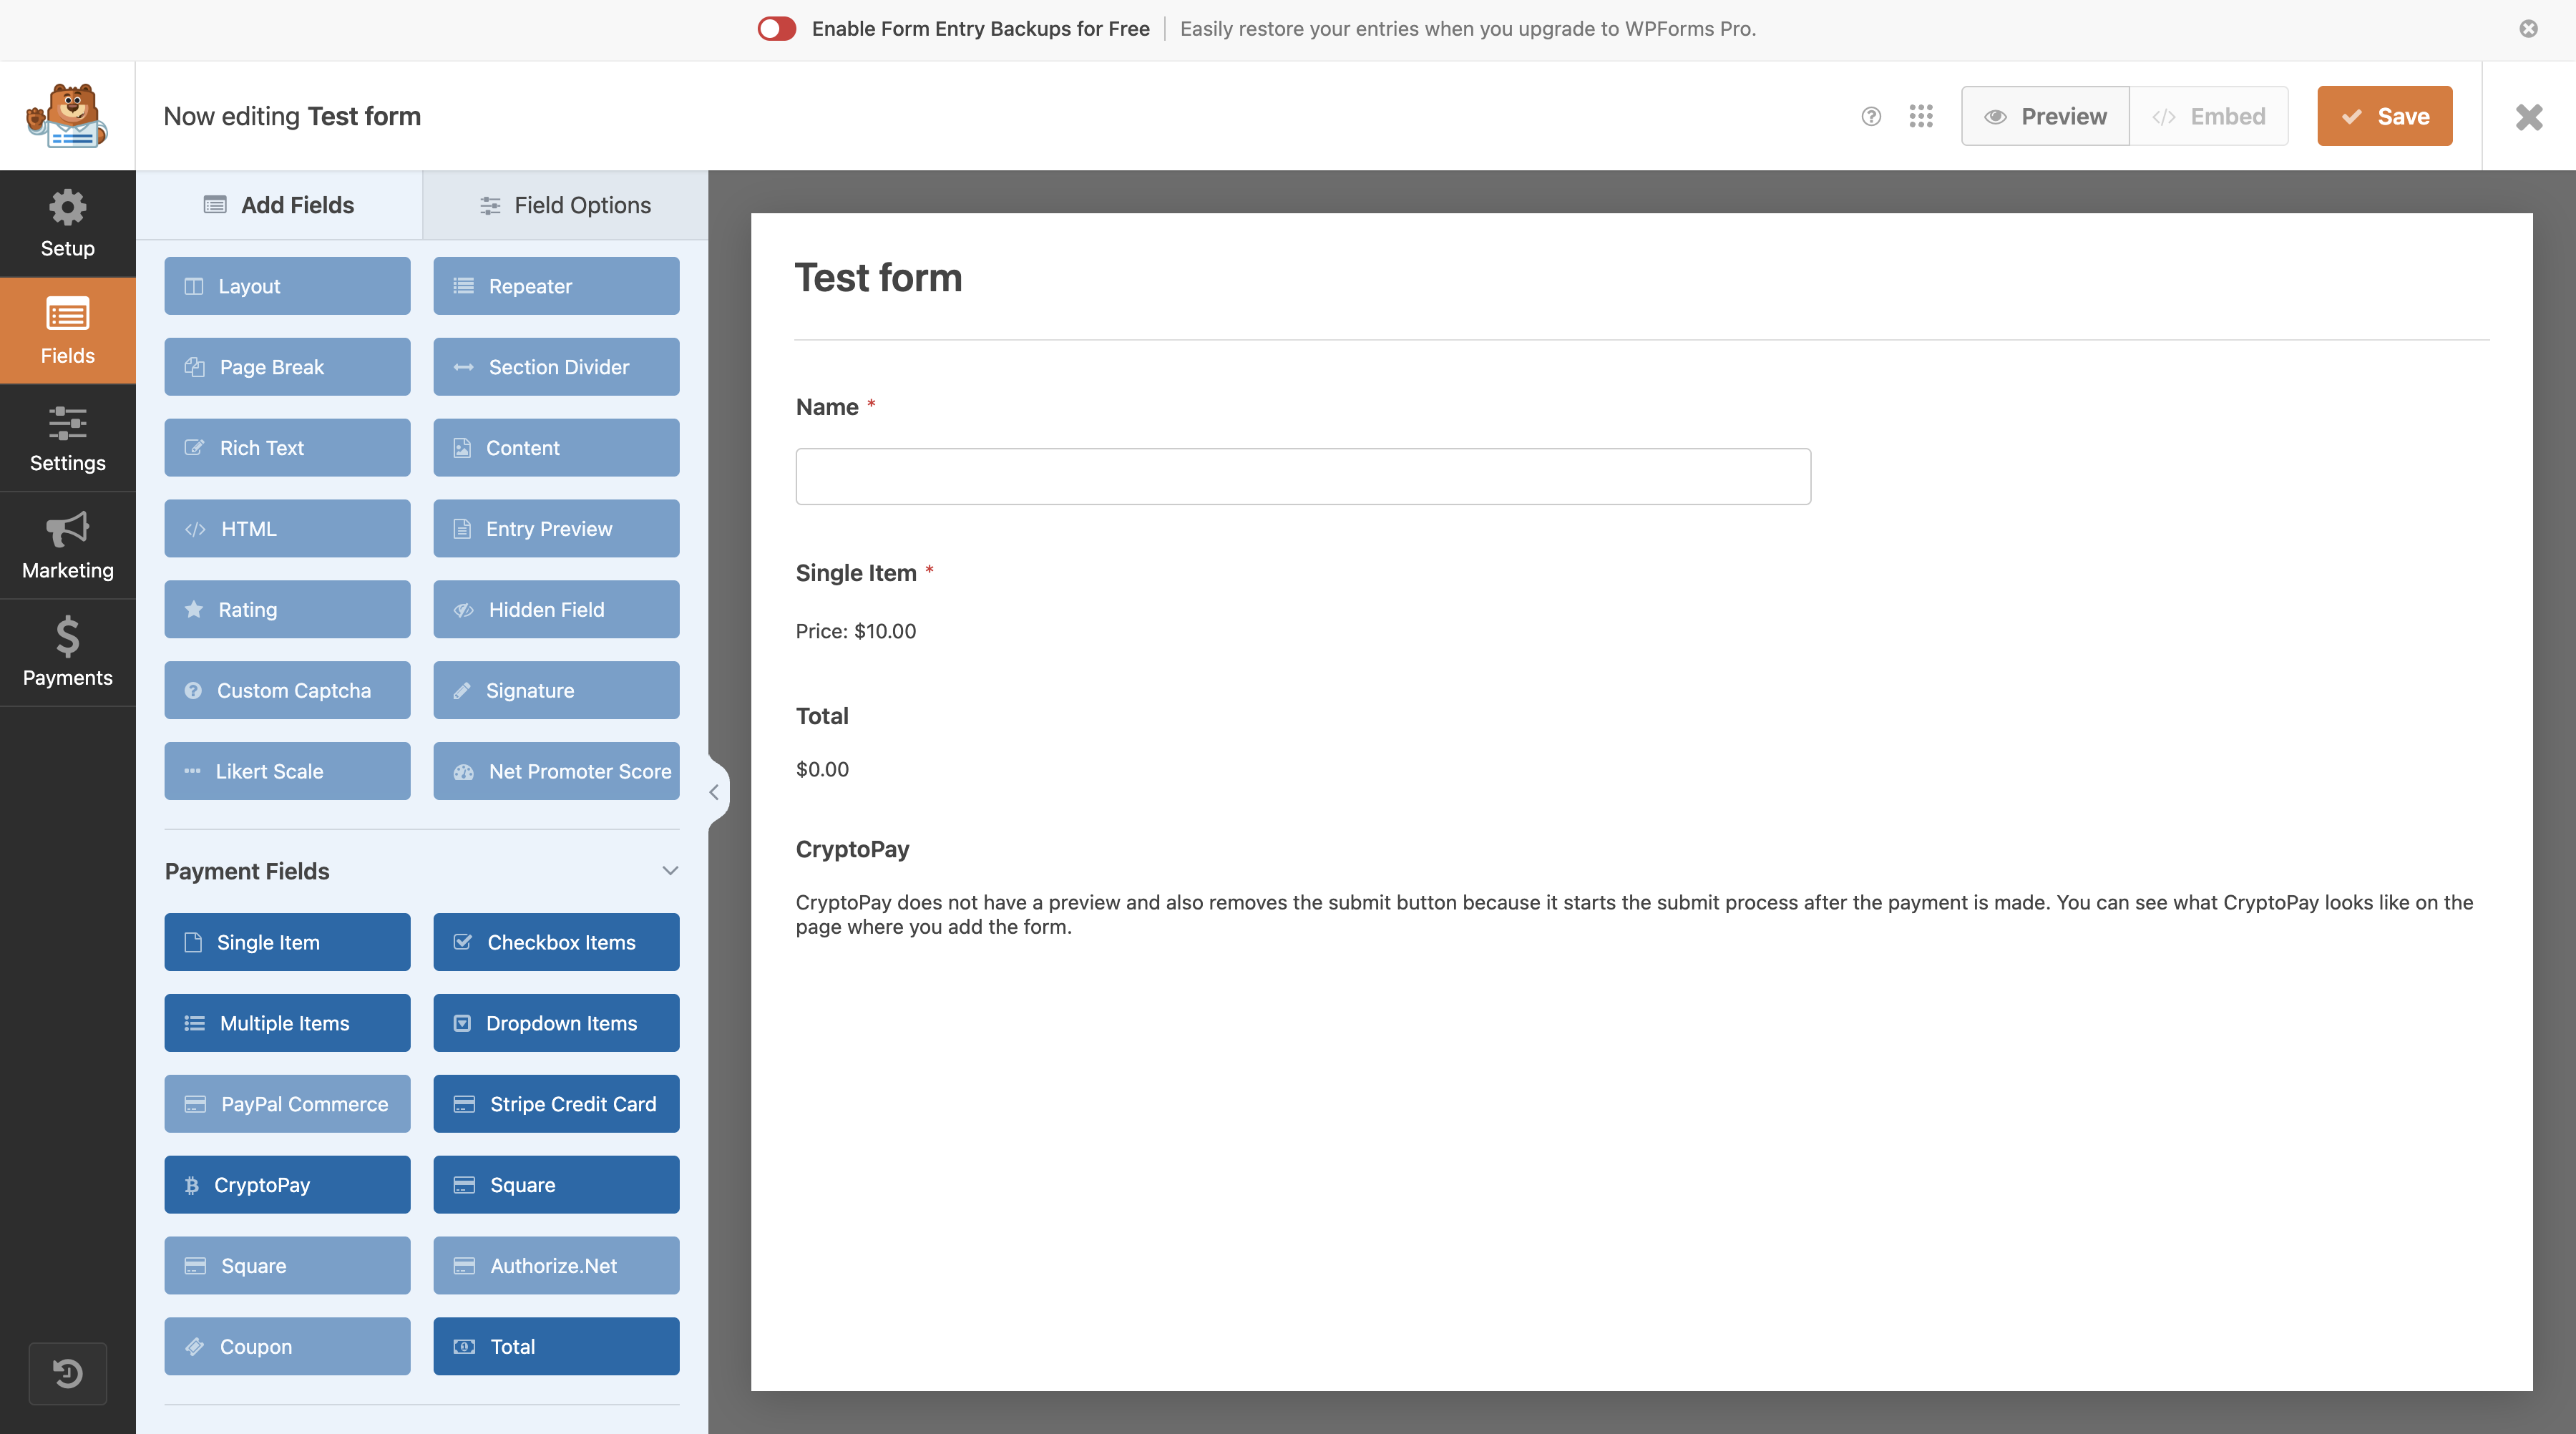 Enable Form Entry Backups for Free
Easily restore your entries when you upgrade to WPForms Pro.
Now editing Test form
Preview
Embed
Save
Setup
Fields
Settings
Marketing
Payments
Add Fields
Field Options
Layout
Repeater
Page Break
Section Divider
Rich Text
Content
HTML
Entry Preview
Rating
Hidden Field
Custom Captcha
Signature
Likert Scale
Net Promoter Score
Payment Fields
Single Item
Checkbox Items
Multiple Items
Dropdown Items
PayPal Commerce
Stripe Credit Card
CryptoPay
Square
Square
Authorize.Net
Coupon
Total
Test form
Name *
Single Item *
Price: $10.00
Total
$0.00
CryptoPay
CryptoPay does not have a preview and also removes the submit button because it starts the submit process after the payment is made. You can see what CryptoPay looks like on the
page where you add the form.